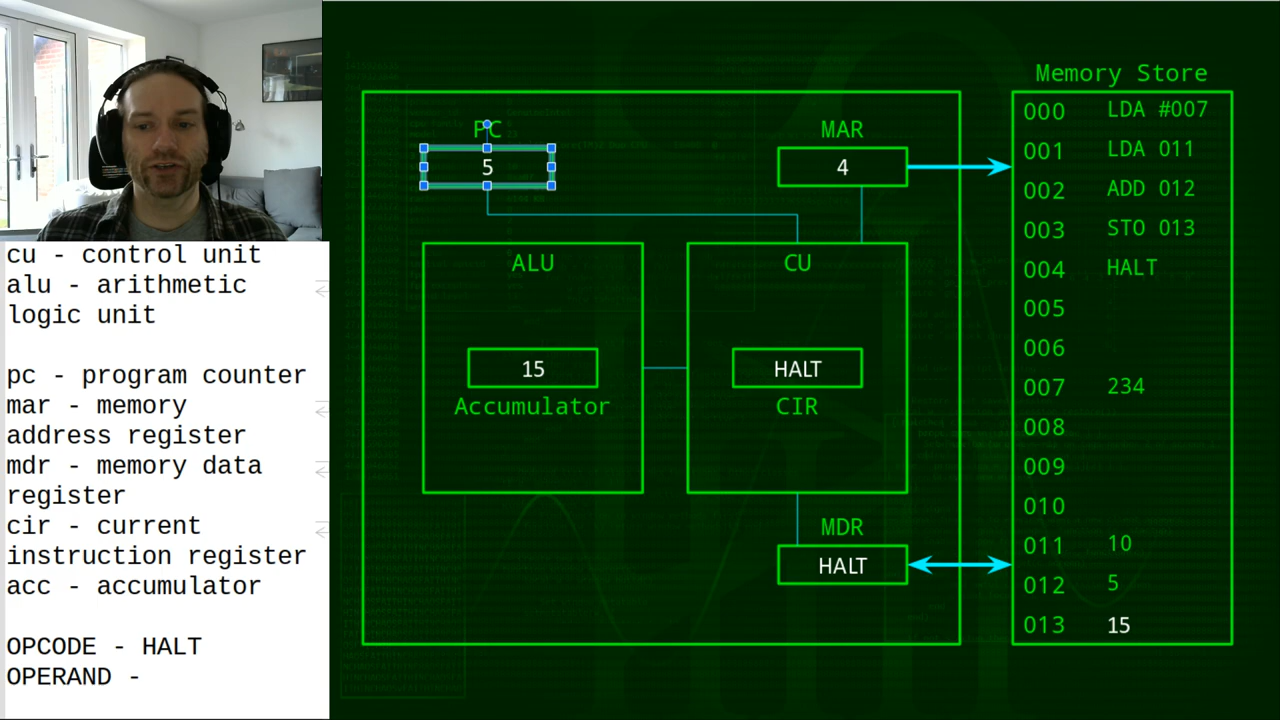 cu - control unit
alu - arithmetic
logic unit
pc - program counter
mar - memory
address register
mdr - memory data
register
cir - current
instruction register
acc - accumulator
OPCODE - HALT
OPERAND -
PC
5
MAR
4
ALU
15
Accumulator
CU
HALT
CIR
MDR
HALT
Memory Store
000 LDA #007
001 LDA 011
002 ADD 012
003 STO 013
004 HALT
005
006
007 234
008
009
010
011 10
012 5
013 15